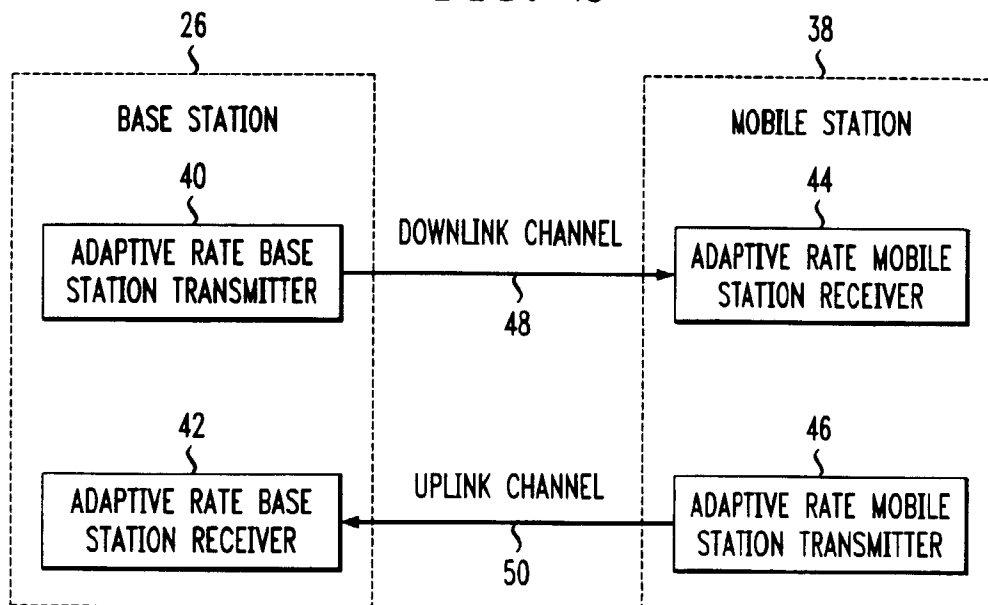 26
38
BASE STATION
MOBILE STATION
40
44
ADAPTIVE RATE BASE
STATION TRANSMITTER
DOWNLINK CHANNEL
48
ADAPTIVE RATE MOBILE
STATION RECEIVER
42
46
ADAPTIVE RATE BASE
STATION RECEIVER
UPLINK CHANNEL
50
ADAPTIVE RATE MOBILE
STATION TRANSMITTER